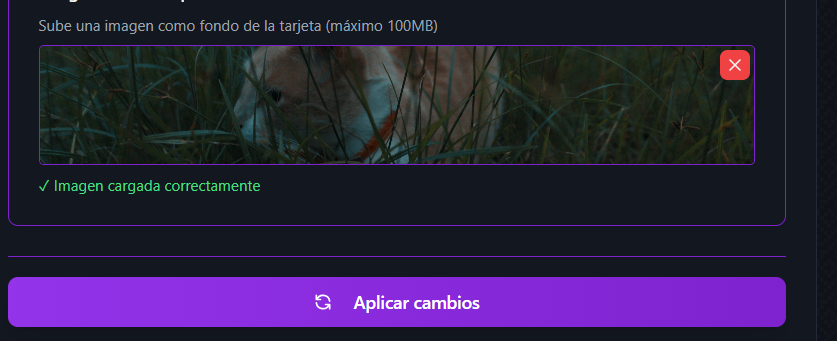 Sube una imagen como fondo de la tarjeta (máximo 100MB)
✓ Imagen cargada correctamente
Aplicar cambios